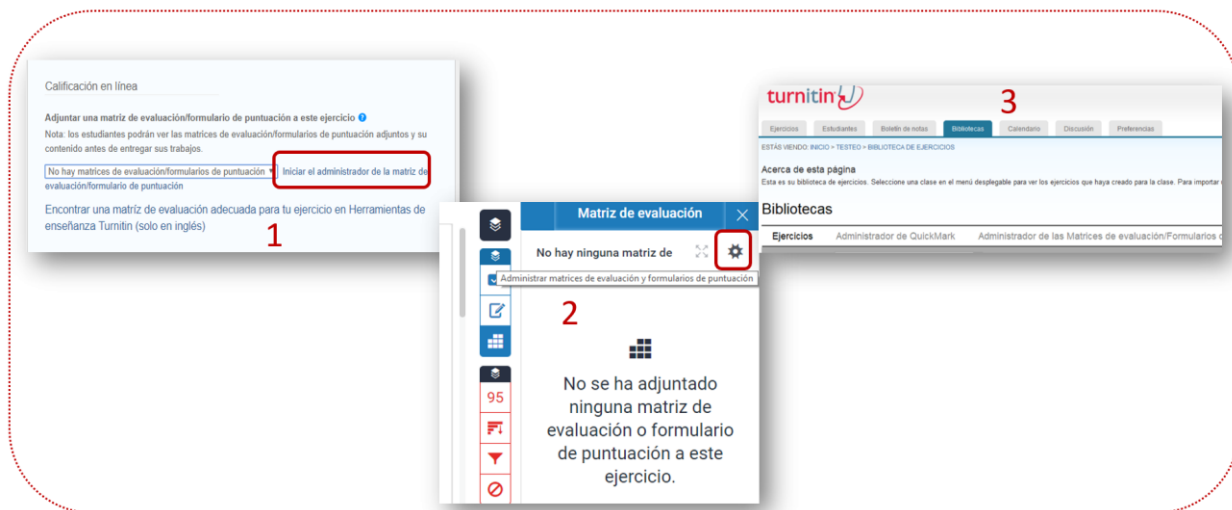 Calificación en línea
Adjuntar una matriz de evaluación/formulario de puntuación a este ejercicio ?
Nota: los estudiantes podrán ver las matrices de evaluación/formularios de puntuación adjuntos y su
contenido antes de entregar sus trabajos.
No hay matrices de evaluación/formularios de puntuación Iniciar el administrador de la matriz de
evaluación/formulario de puntuación
Encontrar una matríz de evaluación adecuada para tu ejercicio en Herramientas de
enseñanza Turnitin (solo en inglés)
1
Matriz de evaluación
No hay ninguna matriz de
Administrar matrices de evaluación y formularios de puntuación
2
95
No se ha adjuntado
ninguna matriz de
evaluación o formulario
de puntuación a este
ejercicio.
turnitin
3
Ejercicios Estudiantes Boletín de notas Bibliotecas Calendario Discusión Preferencias
ESTÁS VIENDO: INICIO > TESTEO > BIBLIOTECA DE EJERCICIOS
Acerca de esta página
Esta es su biblioteca de ejercicios. Seleccione una clase en el menú desplegable para ver los ejercicios que haya creado para la clase. Para importar
Bibliotecas
Ejercicios Administrador de QuickMark Administrador de las Matrices de evaluación/Formularios